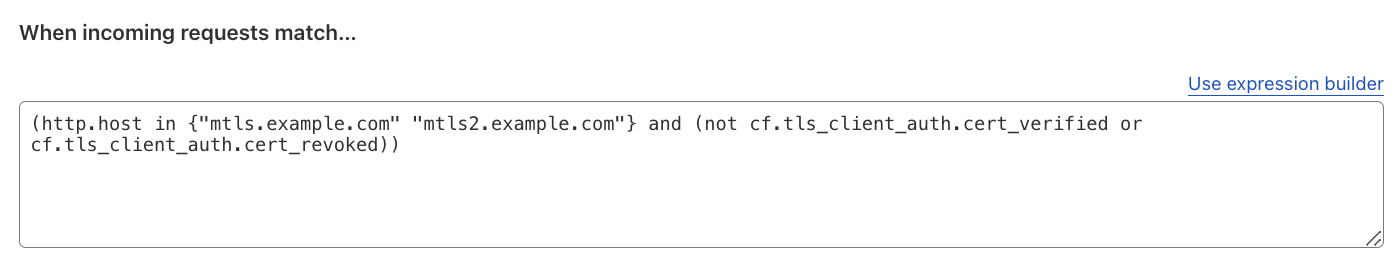 When incoming requests match...
Use expression builder
(http.host in {"mtls.example.com" "mtls2.example.com"} and (not cf.tls_client_auth.cert_verified or
cf.tls_client_auth.cert_revoked))